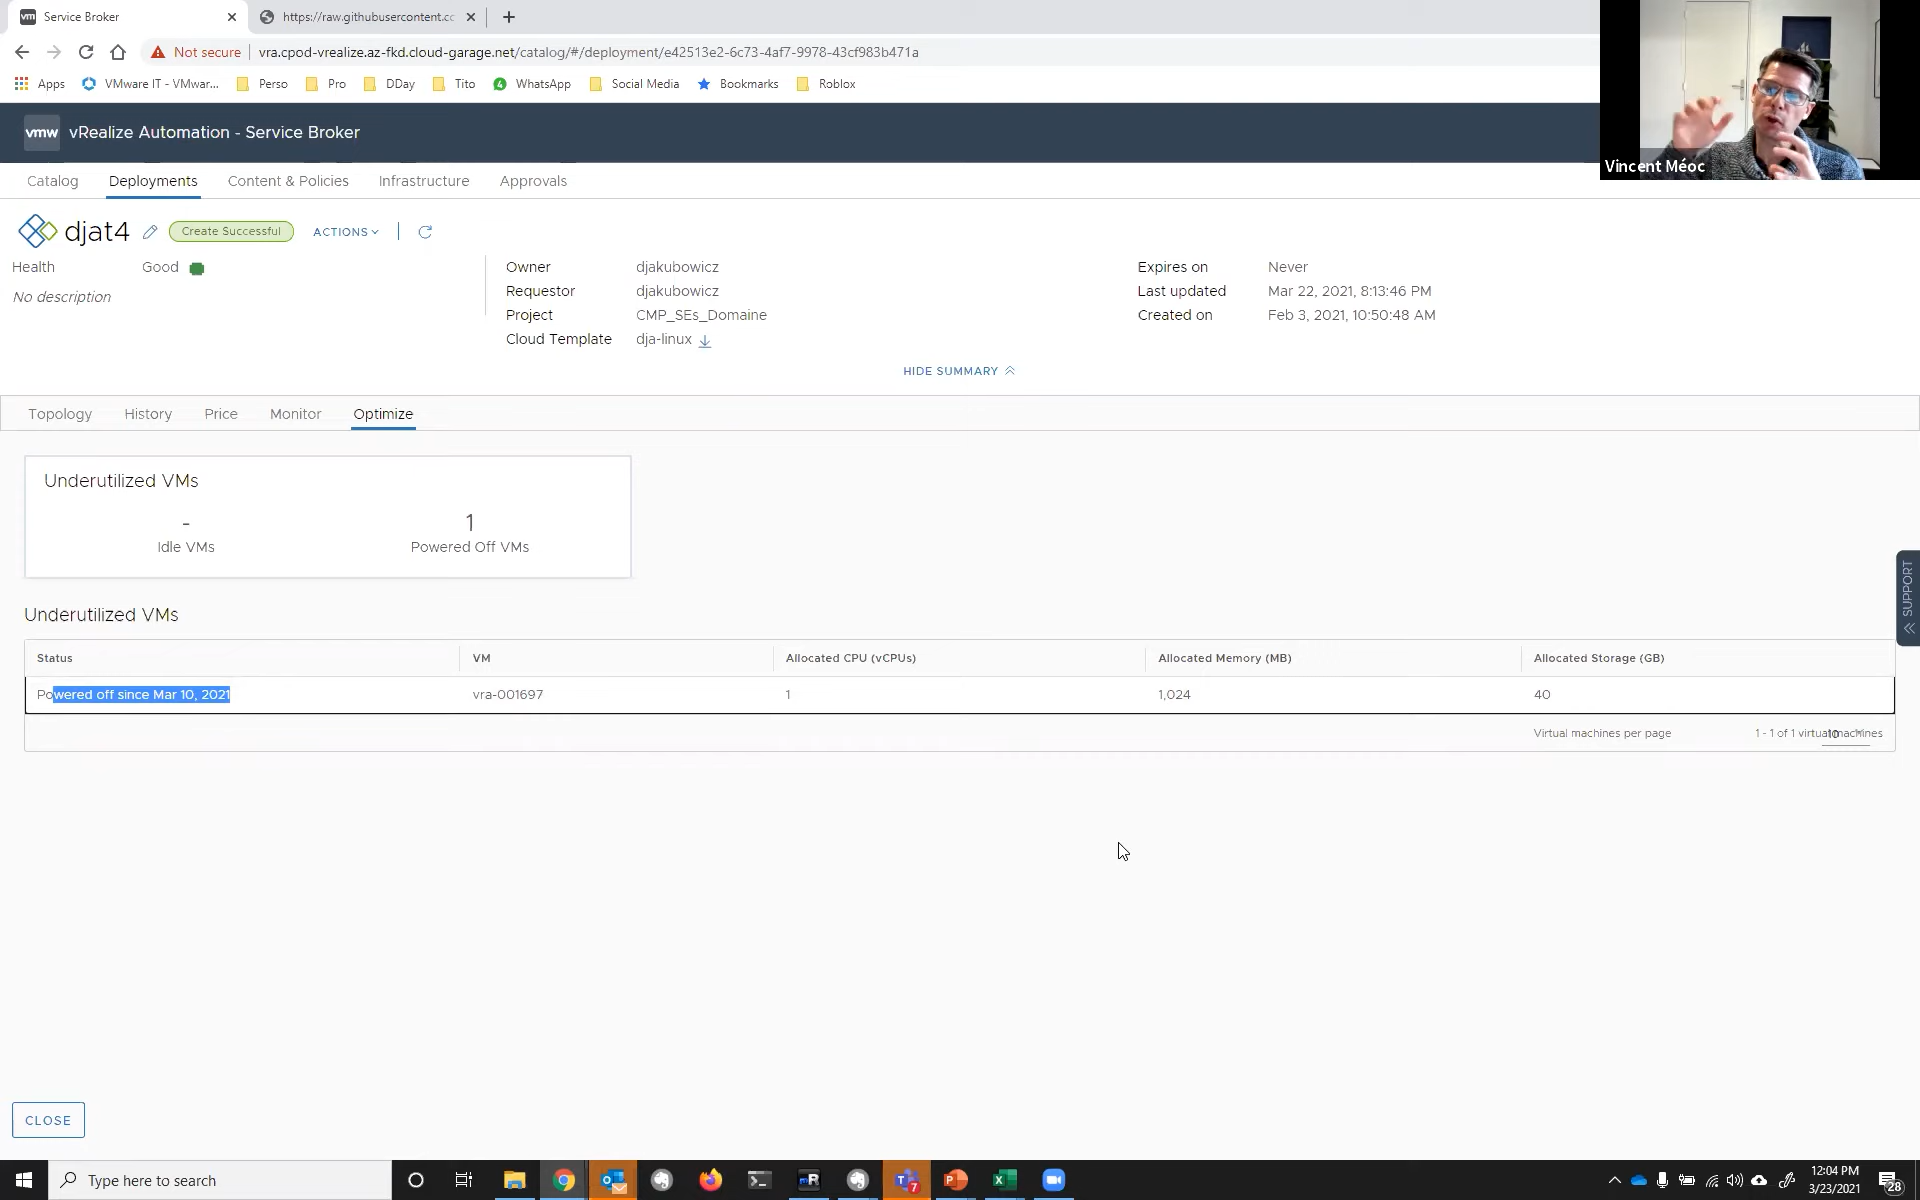 vm Service Broker
https://raw.githubusercontent.cc
Not secure vra.cpod-vrealize.az-fkd.cloud-garage.net/catalog/#/deployment/e42513e2-6c73-4af7-9978-43cf983b471a
Apps VMware IT - VMwar... Perso Pro DDay Tito 4 WhatsApp Social Media Bookmarks Roblox
vmw vRealize Automation - Service Broker
Vincent Méoc
Catalog Deployments Content & Policies Infrastructure Approvals
djat4 Create Successful ACTIONS
Health Good Owner djakubowicz Expires on Never
No description Requestor djakubowicz Last updated Mar 22, 2021, 8:13:46 PM
Project CMP_SEs_Domaine Created on Feb 3, 2021, 10:50:48 AM
Cloud Template dja-linux
HIDE SUMMARY
Topology History Price Monitor Optimize
Underutilized VMs
- 1
Idle VMs Powered Off VMs
SUPPORT
Underutilized VMs
Status VM Allocated CPU (vCPUs) Allocated Memory (MB) Allocated Storage (GB)
Powered off since Mar 10, 2021 vra-001697 1 1,024 40
Virtual machines per page 10 1 - 1 of 1 virtual machines
CLOSE
Type here to search 7 12:04 PM
3/23/2021 28